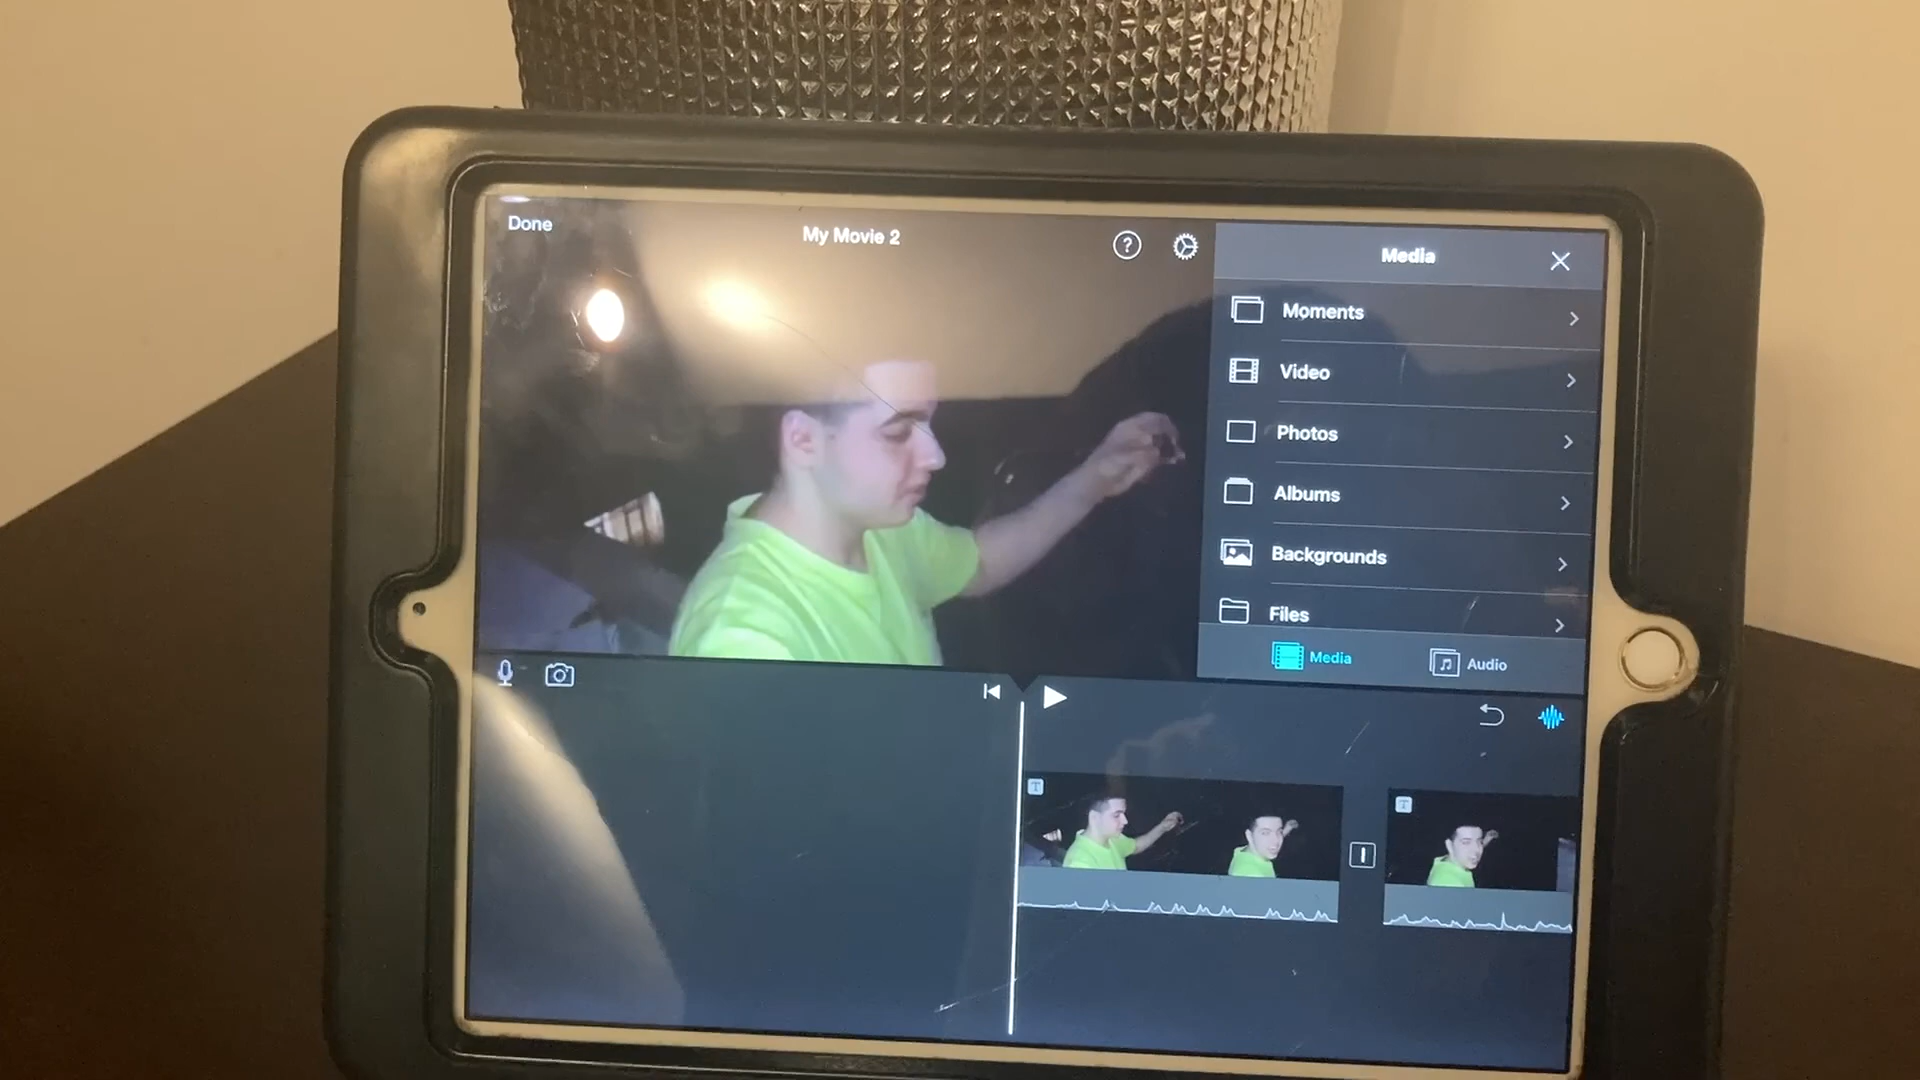 Done
My Movie 2
?
Media
Moments
Video
Photos
Albums
Backgrounds
Files
Media
Audio
T
T